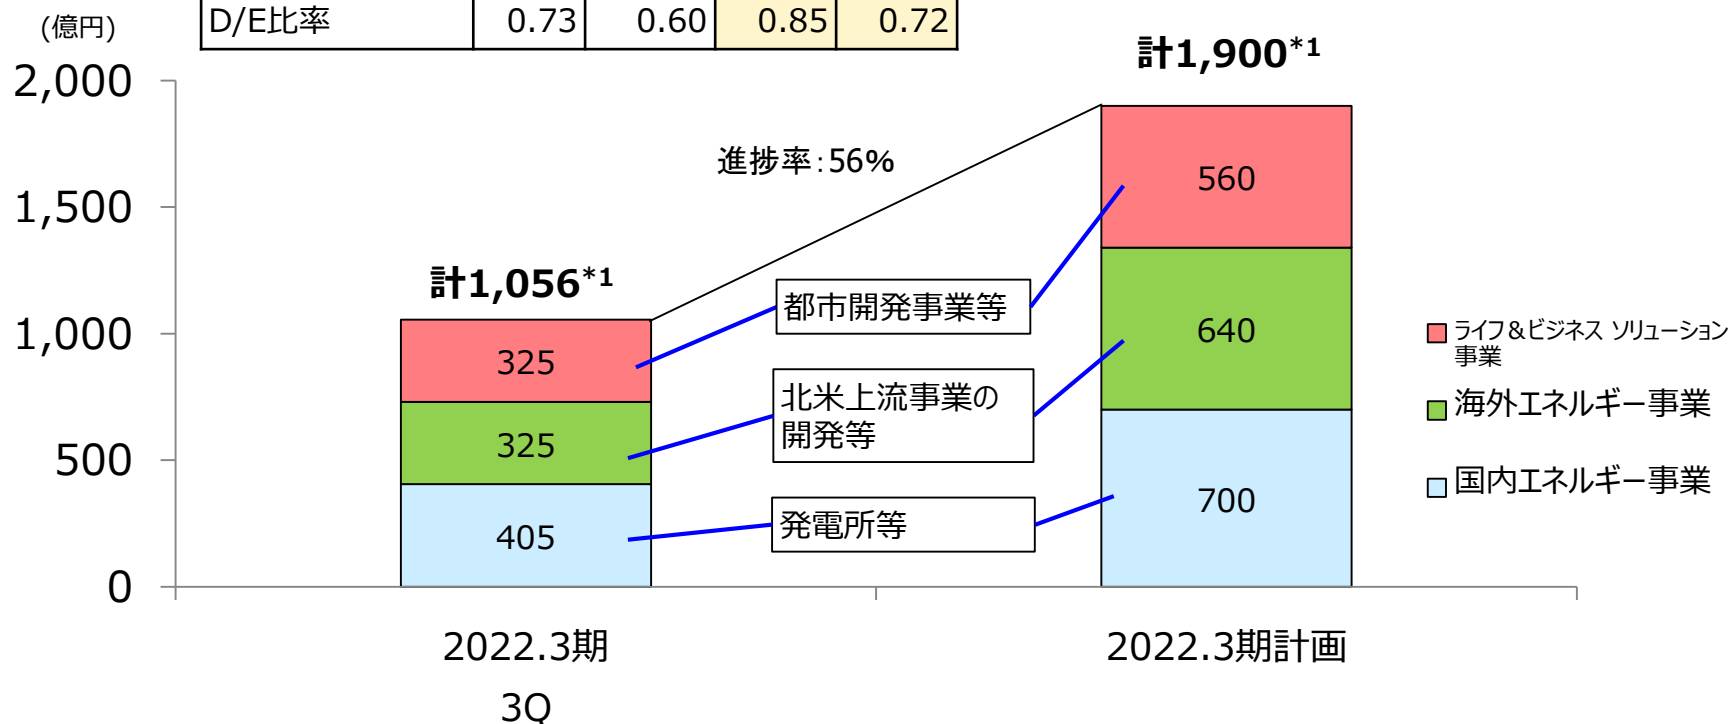 D/E比率 0.73 0.60 0.85 0.72
(億円)
計1,900*1
2,000
進捗率：56%
560
1,500
計1,056*1
都市開発事業等
1,000
325
640
ライフ＆ビジネス ソリューション
事業
北米上流事業の
開発等
海外エネルギー事業
325
500
国内エネルギー事業
発電所等
700
405
0
2022.3期
3Q
2022.3期計画